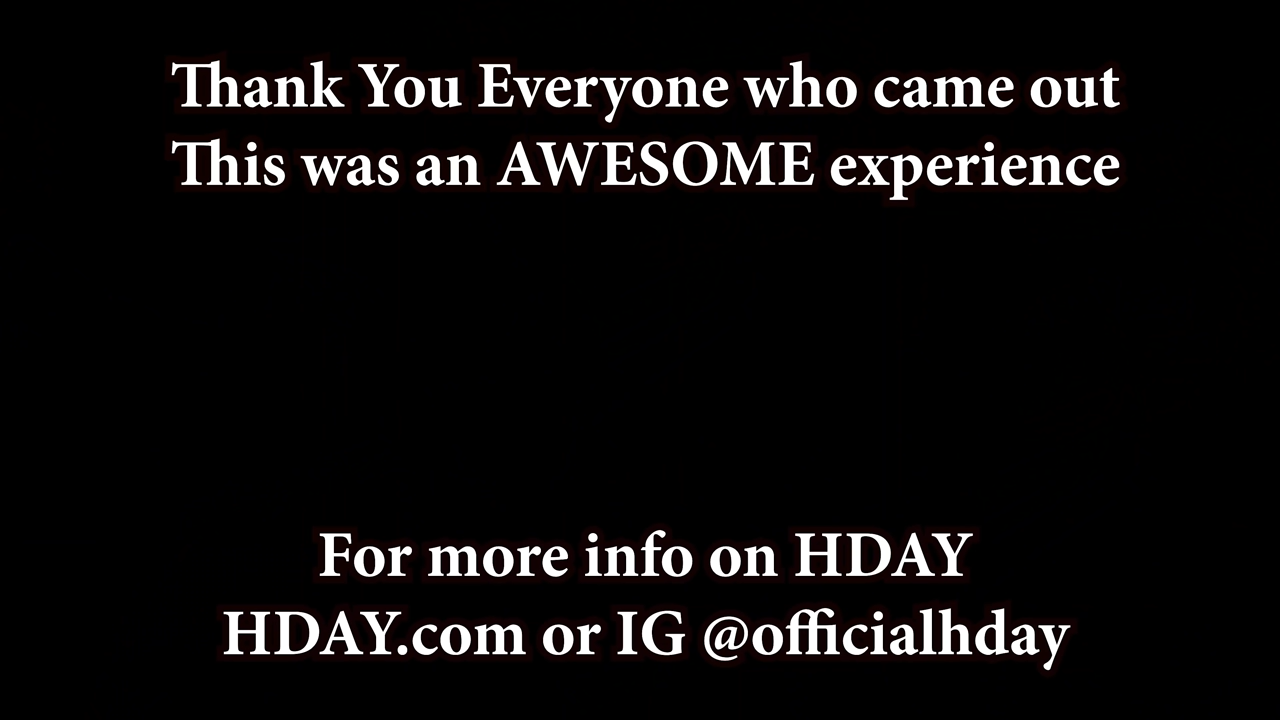 Thank You Everyone who came out
This was an AWESOME experience
For more info on HDAY
HDAY.com or IG @officialhday